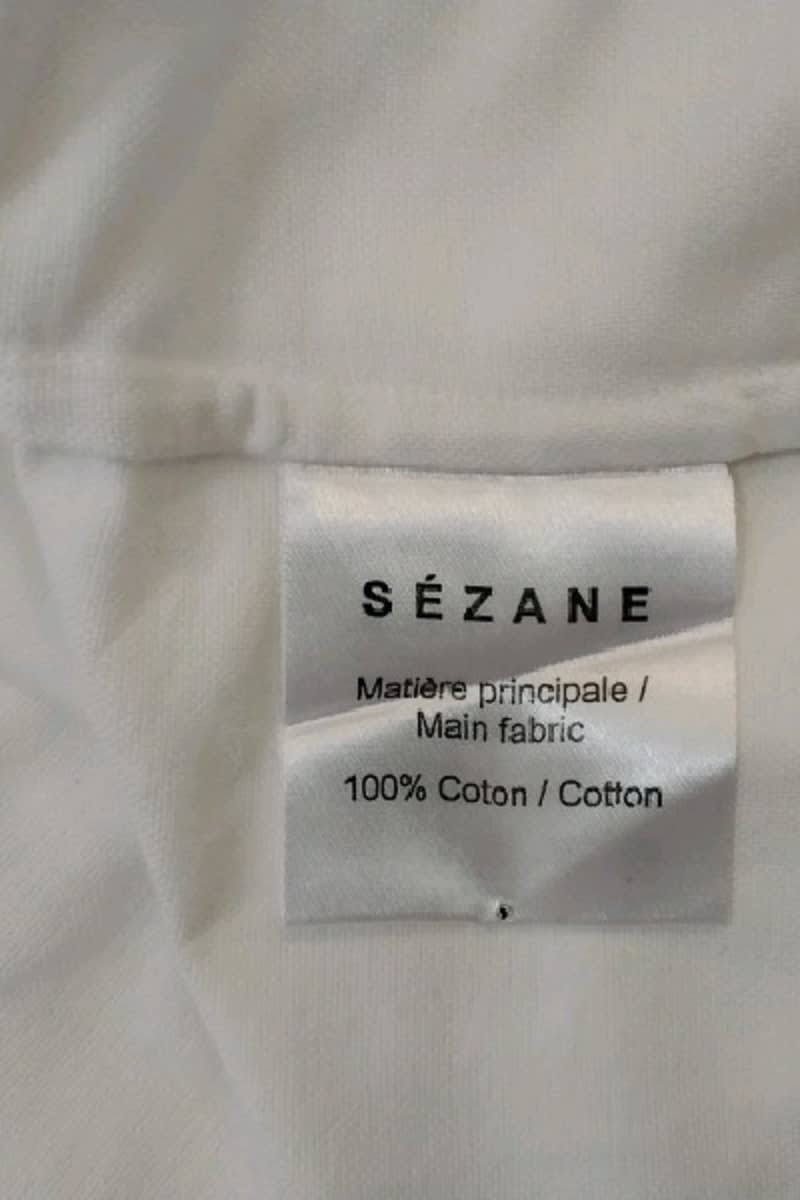 SÉZANE
Matière principale /
Main fabric
100% Coton / Cotton